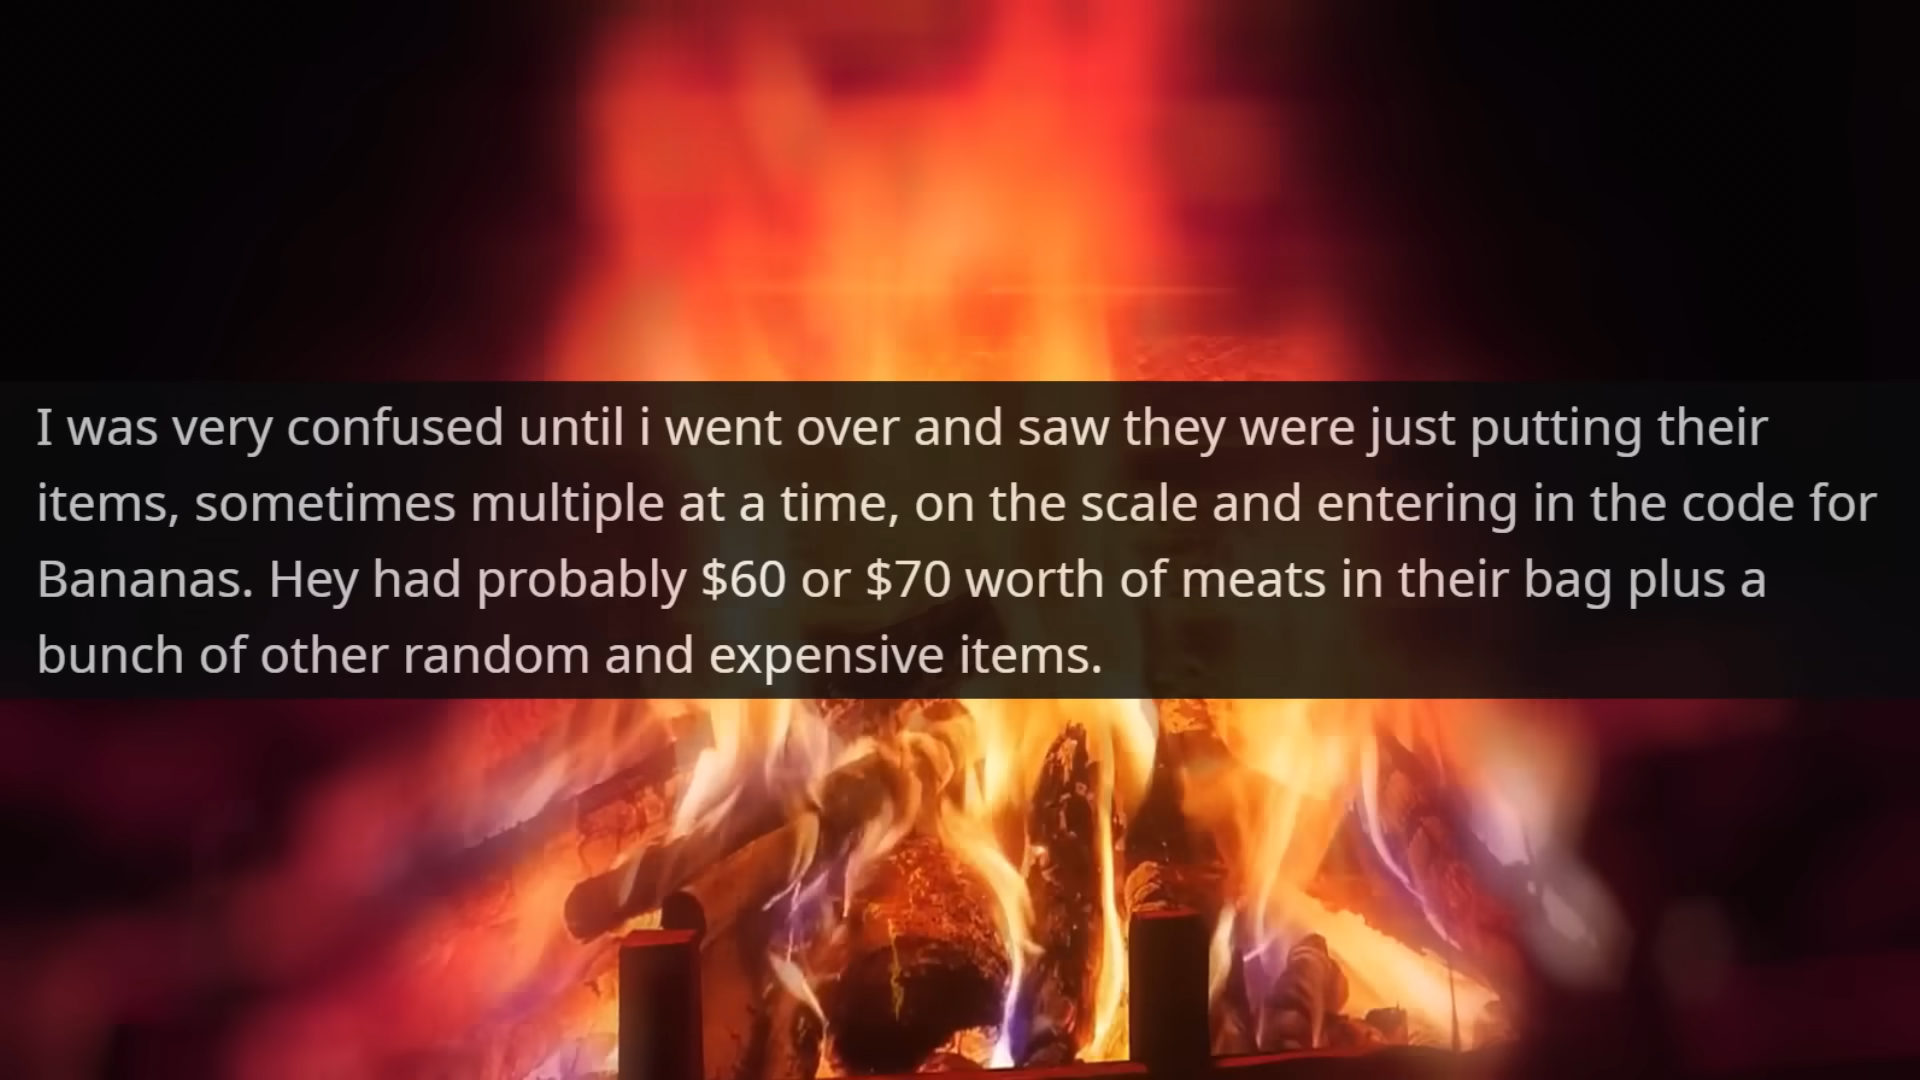 I was very confused until i went over and saw they were just putting their
items, sometimes multiple at a time, on the scale and entering in the code for
Bananas. Hey had probably $60 or $70 worth of meats in their bag plus a
bunch of other random and expensive items.